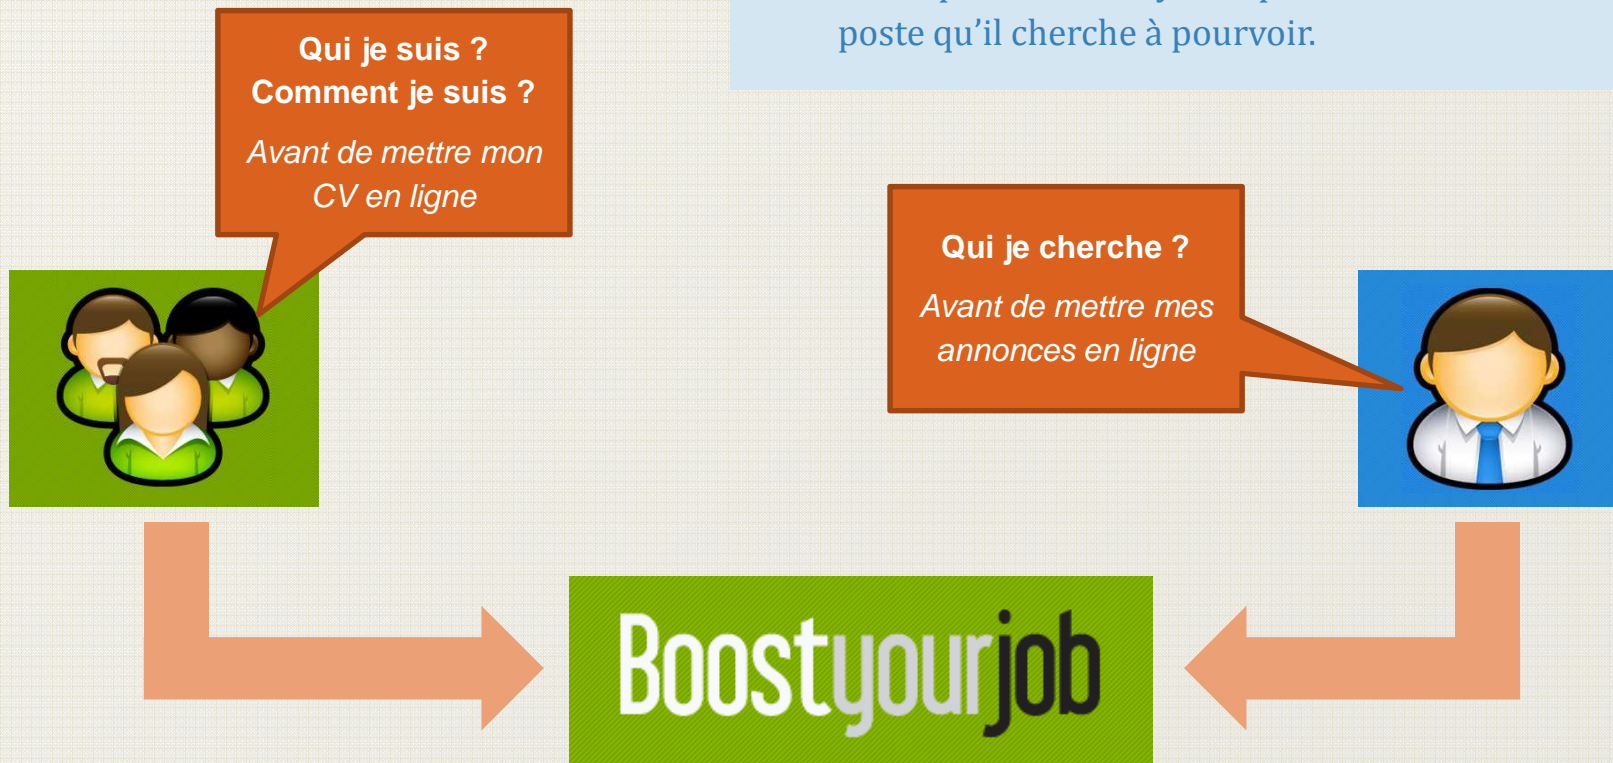 poste qu’il cherche à pourvoir.
Qui je suis ?
Comment je suis ?
Avant de mettre mon
CV en ligne
Qui je cherche ?
Avant de mettre mes
annonces en ligne
Boostyourjob